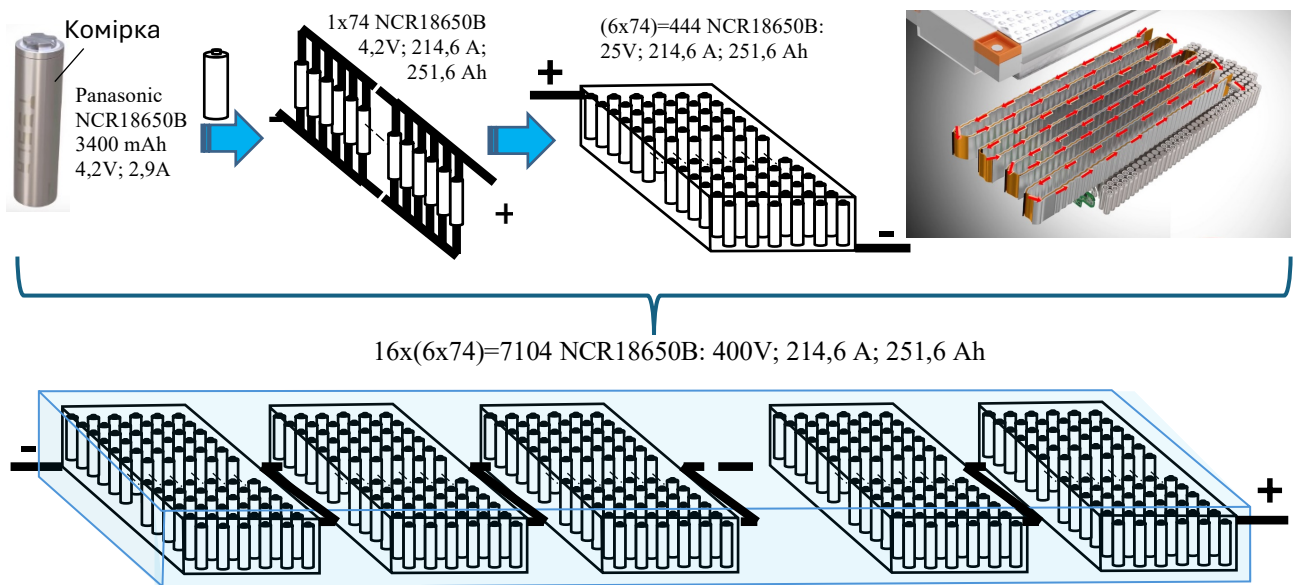 Комірка
Panasonic
NCR18650B
3400 mAh
4,2V; 2,9A
1x74 NCR18650B
4,2V; 214,6 A;
251,6 Ah
+
(6x74)=444 NCR18650B:
25V; 214,6 A; 251,6 Ah
+
-
16x(6x74)=7104 NCR18650B: 400V; 214,6 A; 251,6 Ah
-
+